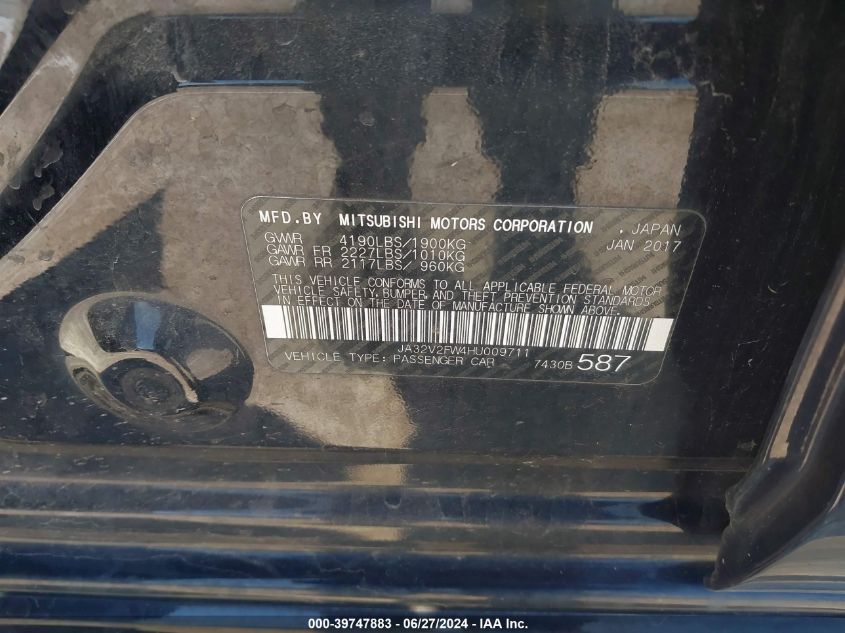 MFD.BY MITSUBISHI MOTORS CORPORATION , JAPAN
GVWR 4190LBS/1900KG JAN 2017
GAWR FR 2227LBS/1010KG
GAWR RR 2117LBS/ 960KG
THIS VEHICLE CONFORMS TO ALL APPLICABLE FEDERAL MOTOR
VEHICLE SAFETY, BUMPER, AND THEFT PREVENTION STANDARDS
IN EFFECT ON THE DATE OF MANUFACTURE SHOWN ABOVE.
JA32V2FW4HU009711
VEHICLE TYPE: PASSENGER CAR 7430B 587
000-39747883 - 06/27/2024 - IAA Inc.